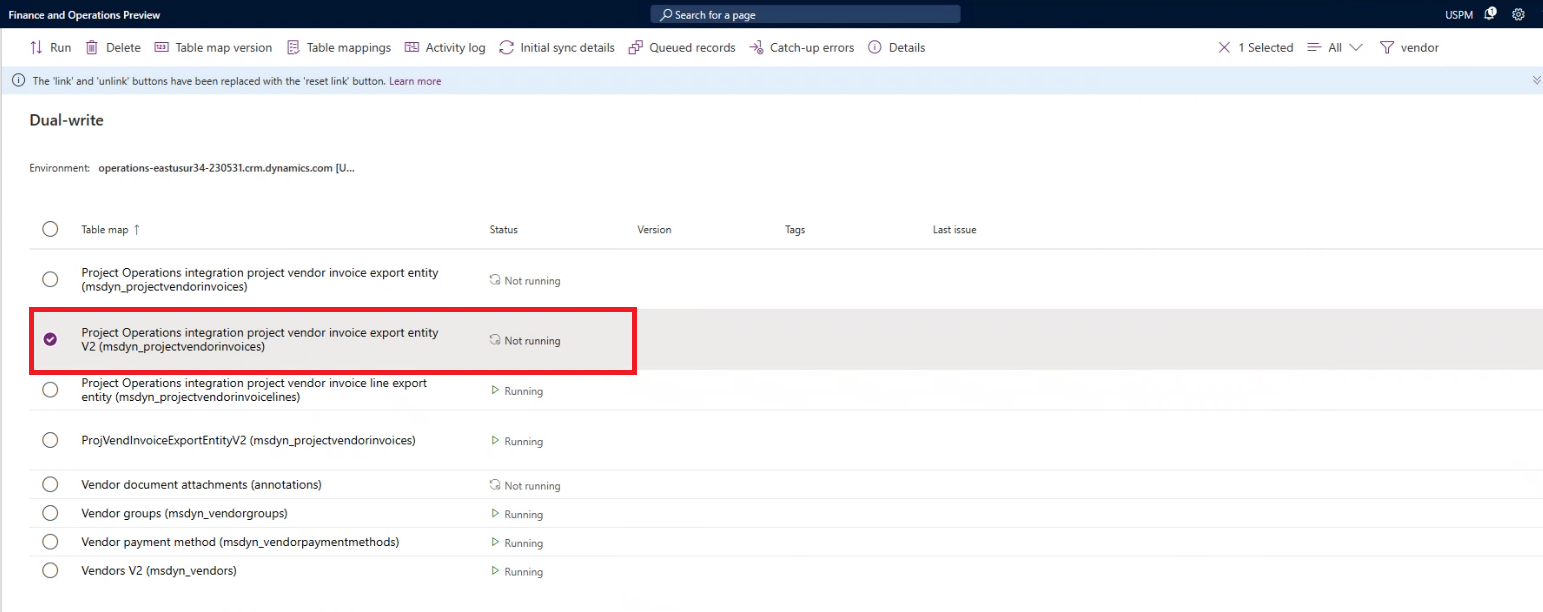 Finance and Operations Preview
Search for a page
USPM
1
Run
Delete
Table map version
Table mappings
Activity log
Initial sync details
Queued records
Catch-up errors
Details
1 Selected
All
vendor
The 'link' and 'unlink' buttons have been replaced with the 'reset link' button. Learn more
Dual-write
Environment: operations-eastusur34-230531.crm.dynamics.com [U...
Table map ↑ Status Version Tags Last issue
Project Operations integration project vendor invoice export entity
(msdyn_projectvendorinvoices)
Not running
Project Operations integration project vendor invoice export entity
V2 (msdyn_projectvendorinvoices)
Not running
Project Operations integration project vendor invoice line export
entity (msdyn_projectvendorinvoicelines)
Running
ProjVendInvoiceExportEntityV2 (msdyn_projectvendorinvoices) Running
Vendor document attachments (annotations) Not running
Vendor groups (msdyn_vendorgroups) Running
Vendor payment method (msdyn_vendorpaymentmethods) Running
Vendors V2 (msdyn_vendors) Running